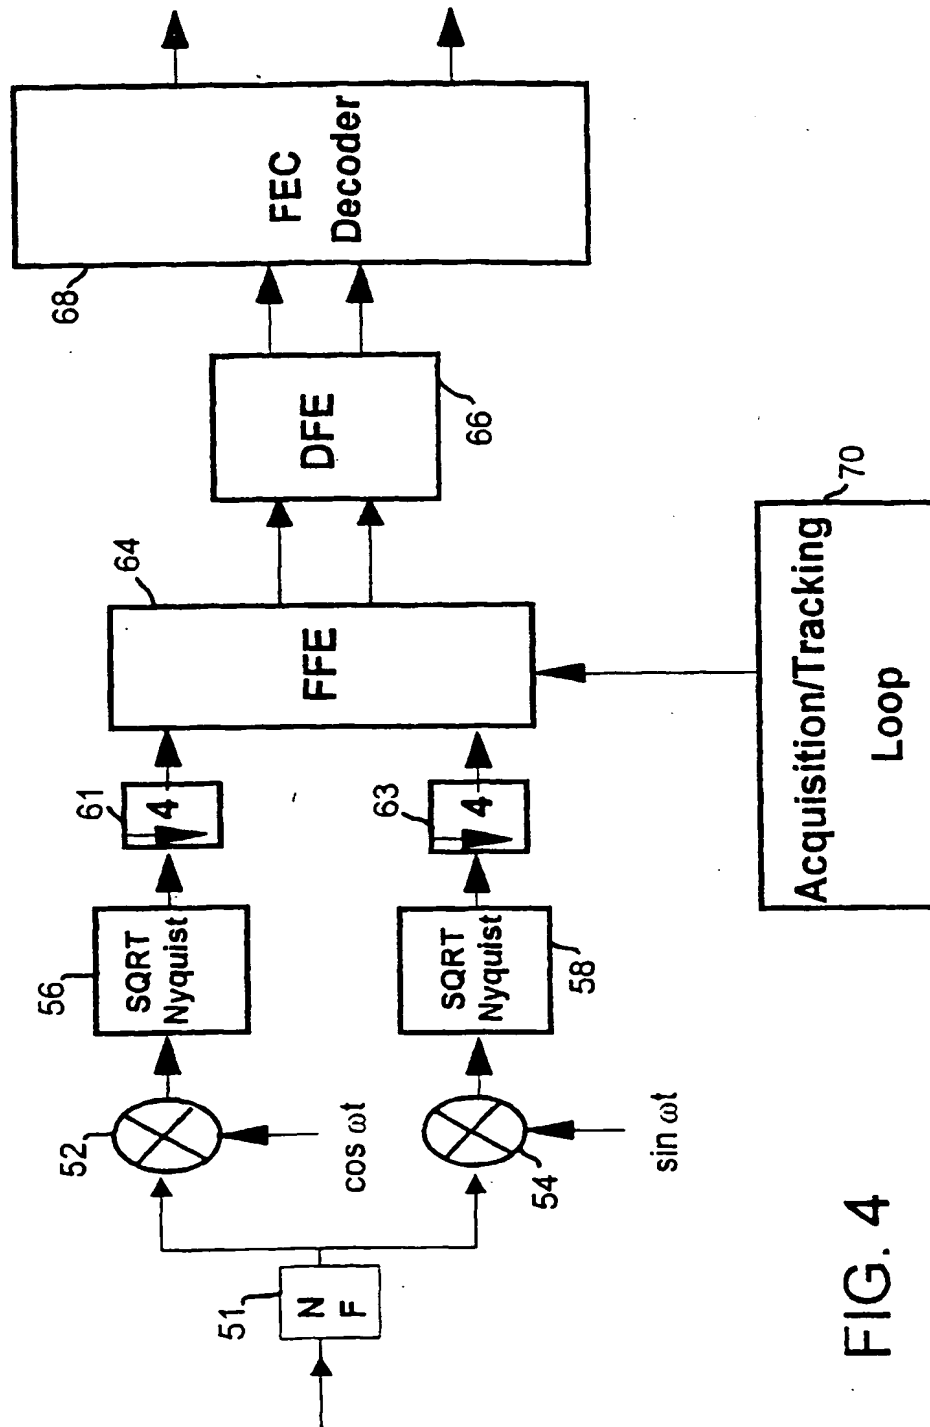 51
N
F
52
cos ωt
54
sin ωt
56
SQRT
Nyquist
58
SQRT
Nyquist
61
4
63
4
64
FFE
DFE
66
68
FEC
Decoder
70
Acquisition/Tracking
Loop
FIG. 4